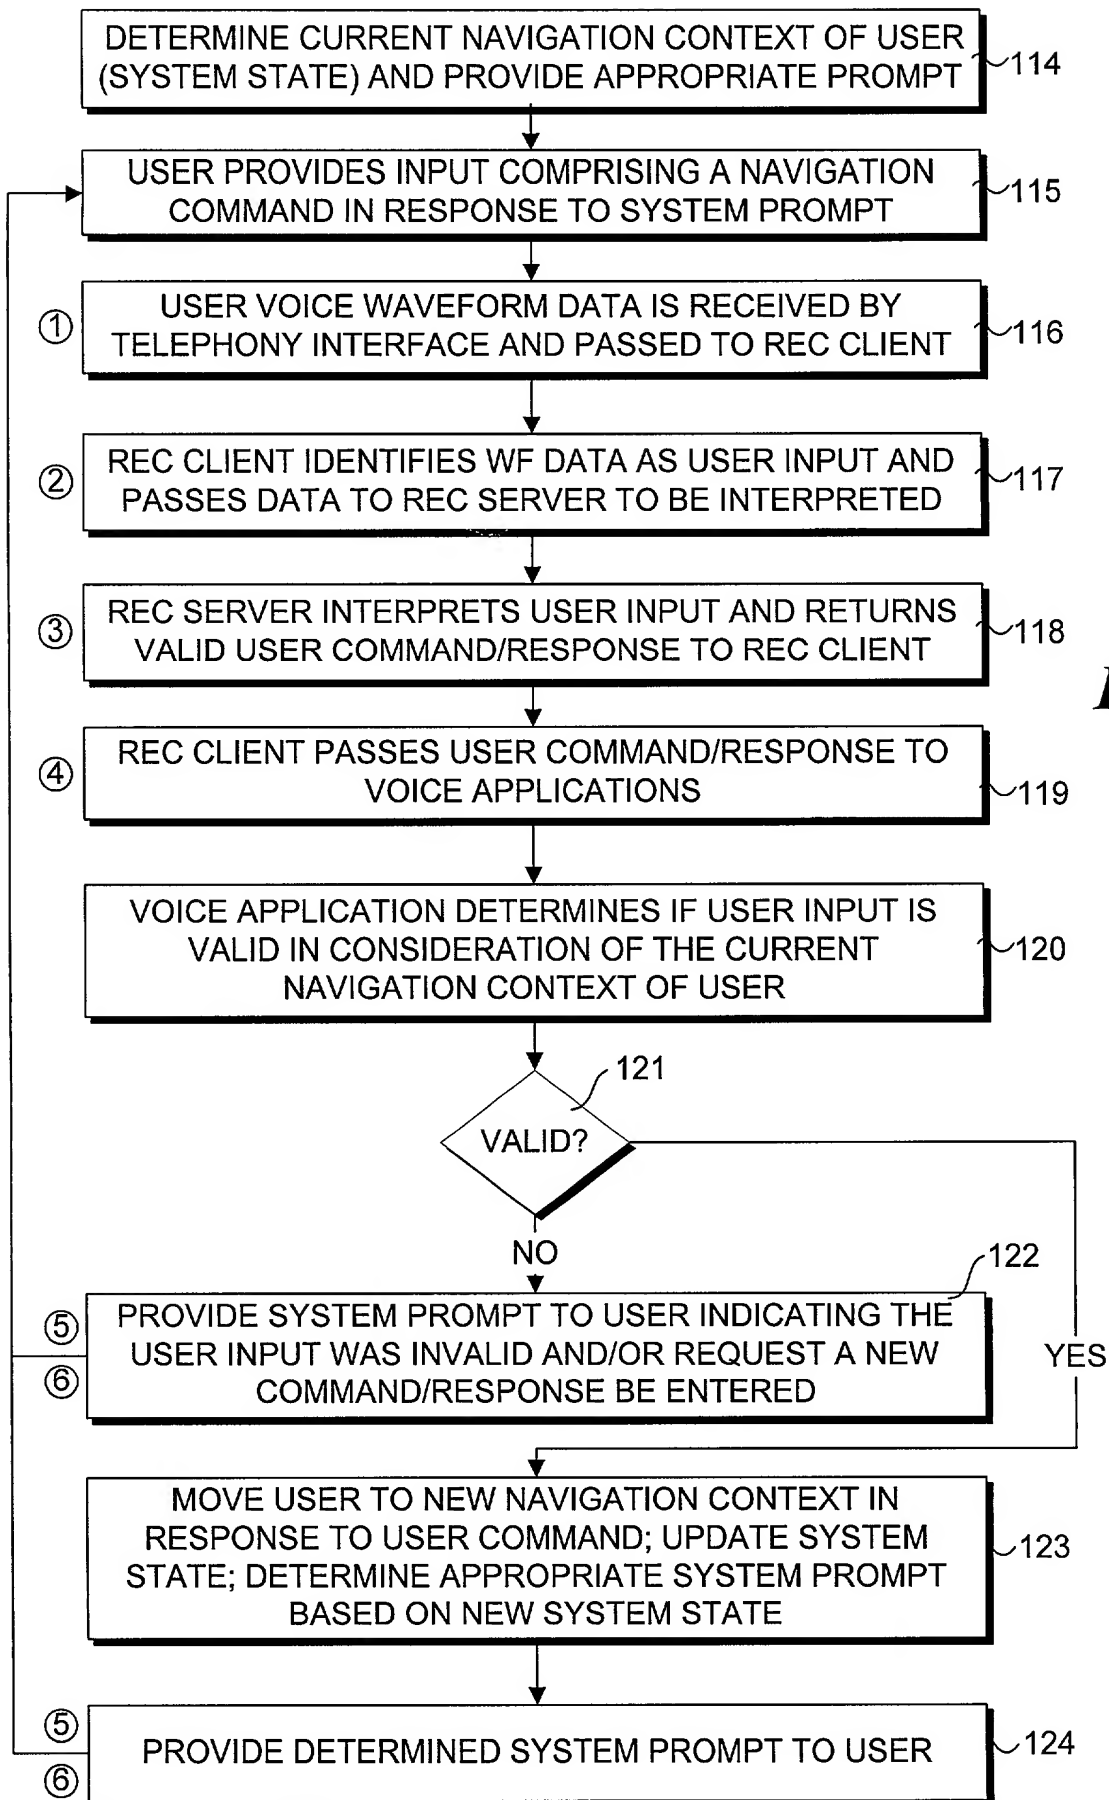 DETERMINE CURRENT NAVIGATION CONTEXT OF USER
(SYSTEM STATE) AND PROVIDE APPROPRIATE PROMPT
114
USER PROVIDES INPUT COMPRISING A NAVIGATION
COMMAND IN RESPONSE TO SYSTEM PROMPT
115
①
USER VOICE WAVEFORM DATA IS RECEIVED BY
TELEPHONY INTERFACE AND PASSED TO REC CLIENT
116
②
REC CLIENT IDENTIFIES WF DATA AS USER INPUT AND
PASSES DATA TO REC SERVER TO BE INTERPRETED
117
③
REC SERVER INTERPRETS USER INPUT AND RETURNS
VALID USER COMMAND/RESPONSE TO REC CLIENT
118
④
REC CLIENT PASSES USER COMMAND/RESPONSE TO
VOICE APPLICATIONS
119
VOICE APPLICATION DETERMINES IF USER INPUT IS
VALID IN CONSIDERATION OF THE CURRENT
NAVIGATION CONTEXT OF USER
120
121
VALID?
NO
YES
122
⑤
⑥
PROVIDE SYSTEM PROMPT TO USER INDICATING THE
USER INPUT WAS INVALID AND/OR REQUEST A NEW
COMMAND/RESPONSE BE ENTERED
MOVE USER TO NEW NAVIGATION CONTEXT IN
RESPONSE TO USER COMMAND; UPDATE SYSTEM
STATE; DETERMINE APPROPRIATE SYSTEM PROMPT
BASED ON NEW SYSTEM STATE
123
⑤
⑥
PROVIDE DETERMINED SYSTEM PROMPT TO USER
124